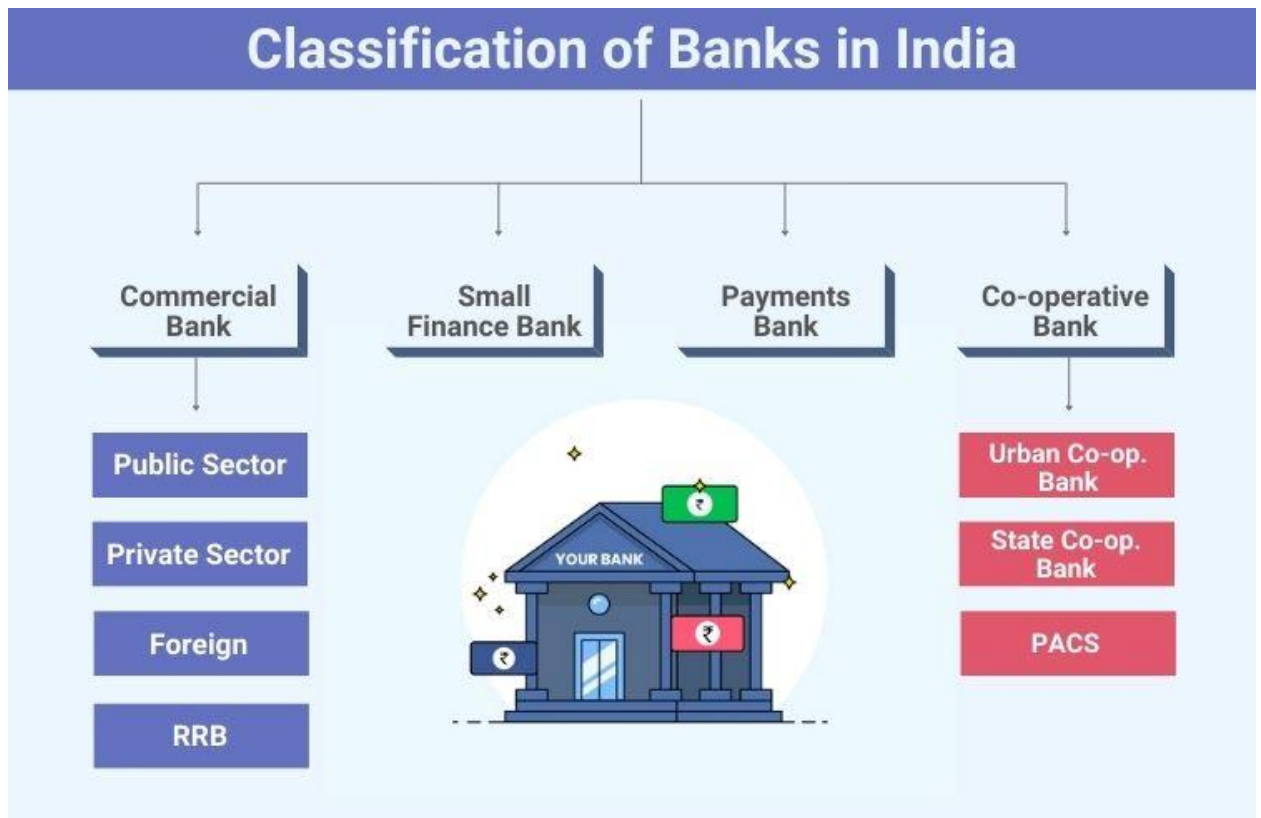 Classification of Banks in India
Commercial
Bank
Small
Finance Bank
Payments
Bank
Co-operative
Bank
Public Sector
Private Sector
Foreign
RRB
YOUR BANK
₹
₹
₹
Urban Co-op.
Bank
State Co-op.
Bank
PACS